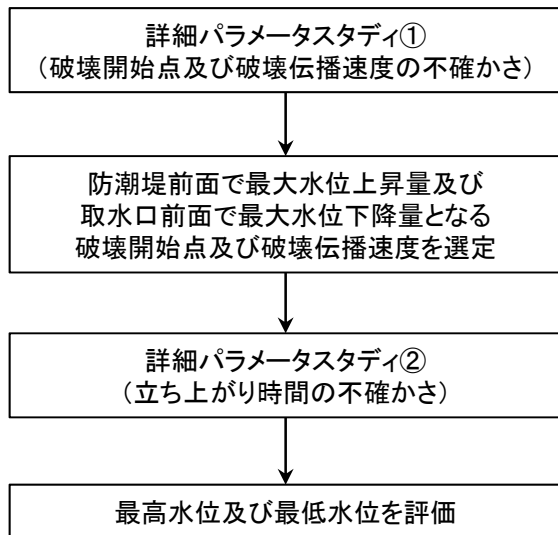 詳細パラメータスタディ①
（破壊開始点及び破壊伝播速度の不確かさ）
防潮堤前面で最大水位上昇量及び
取水口前面で最大水位下降量となる
破壊開始点及び破壊伝播速度を選定
詳細パラメータスタディ②
（立ち上がり時間の不確かさ）
最高水位及び最低水位を評価